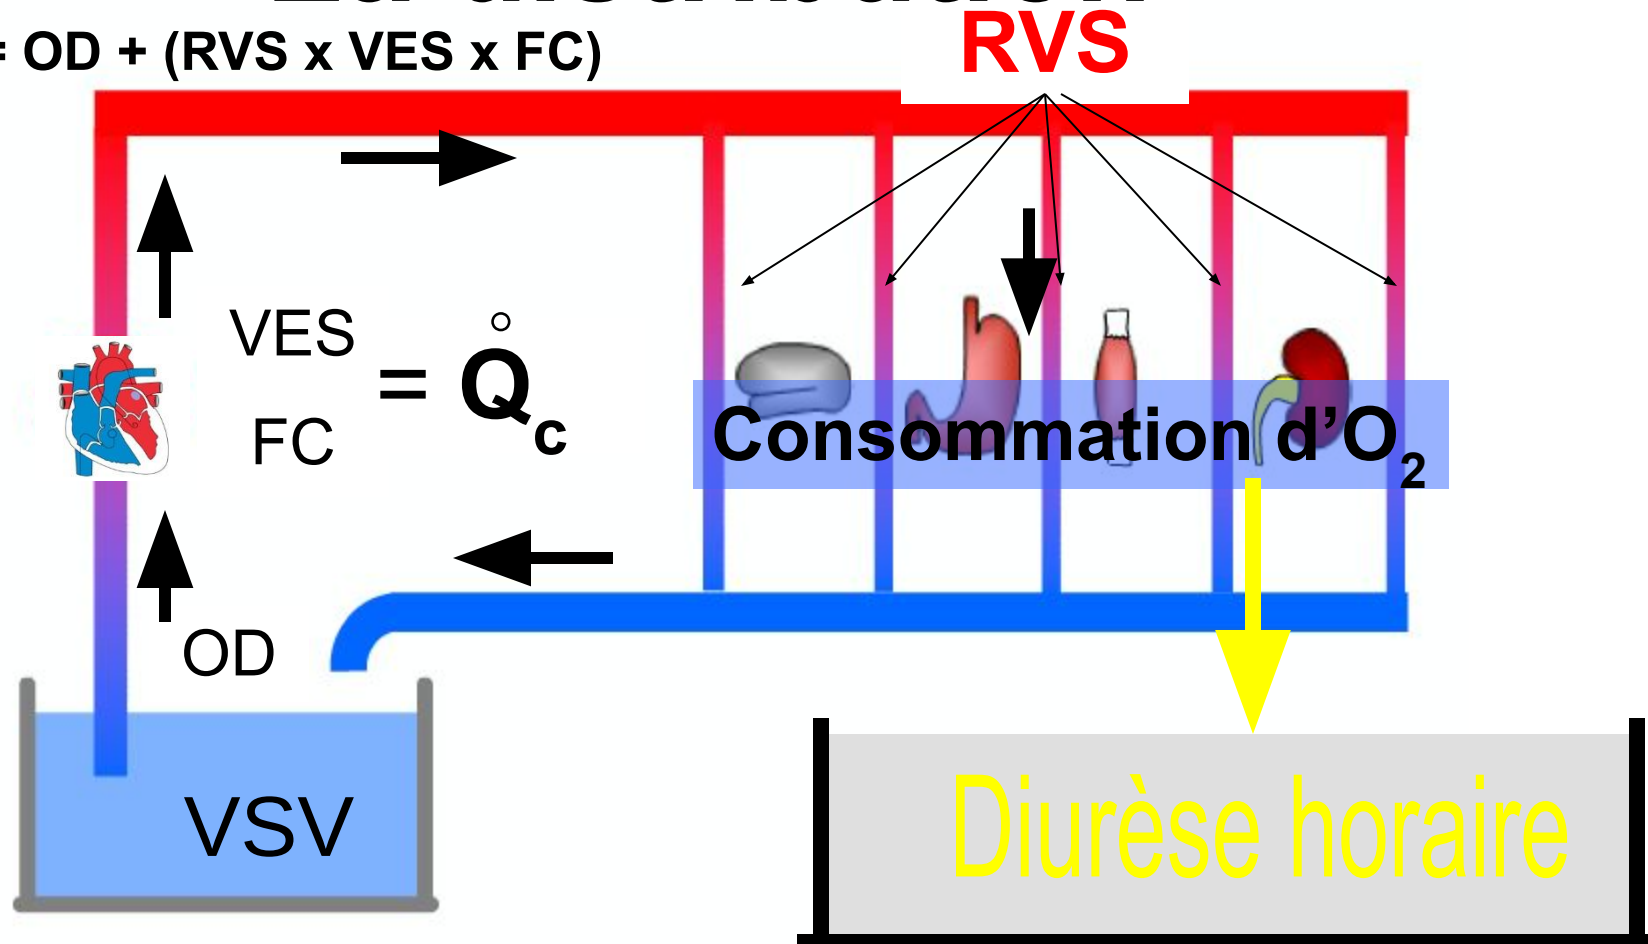 = OD + (RVS x VES x FC)
RVS
VES
FC
= Q̊c
Consommation d’O2
OD
VSV
Diurèse horaire